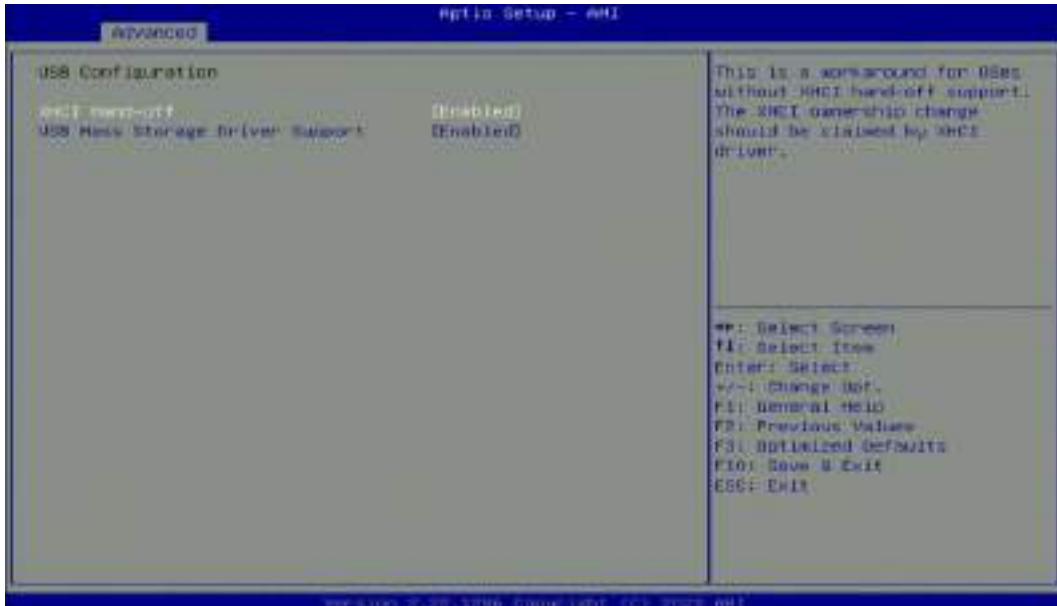 Aptio Setup - AMI
Advanced
USB Configuration
XHCI Hand-off [Enabled]
USB Mass Storage Driver Support [Enabled]
This is a workaround for OSes
without XHCI hand-off support.
The XHCI ownership change
should be claimed by XHCI
driver.
: Select Screen
↑↓: Select Item
Enter: Select
+/-: Change Opt.
F1: General Help
F2: Previous Values
F3: Optimized Defaults
F10: Save & Exit
ESC: Exit
Version Copyright (C) AMI